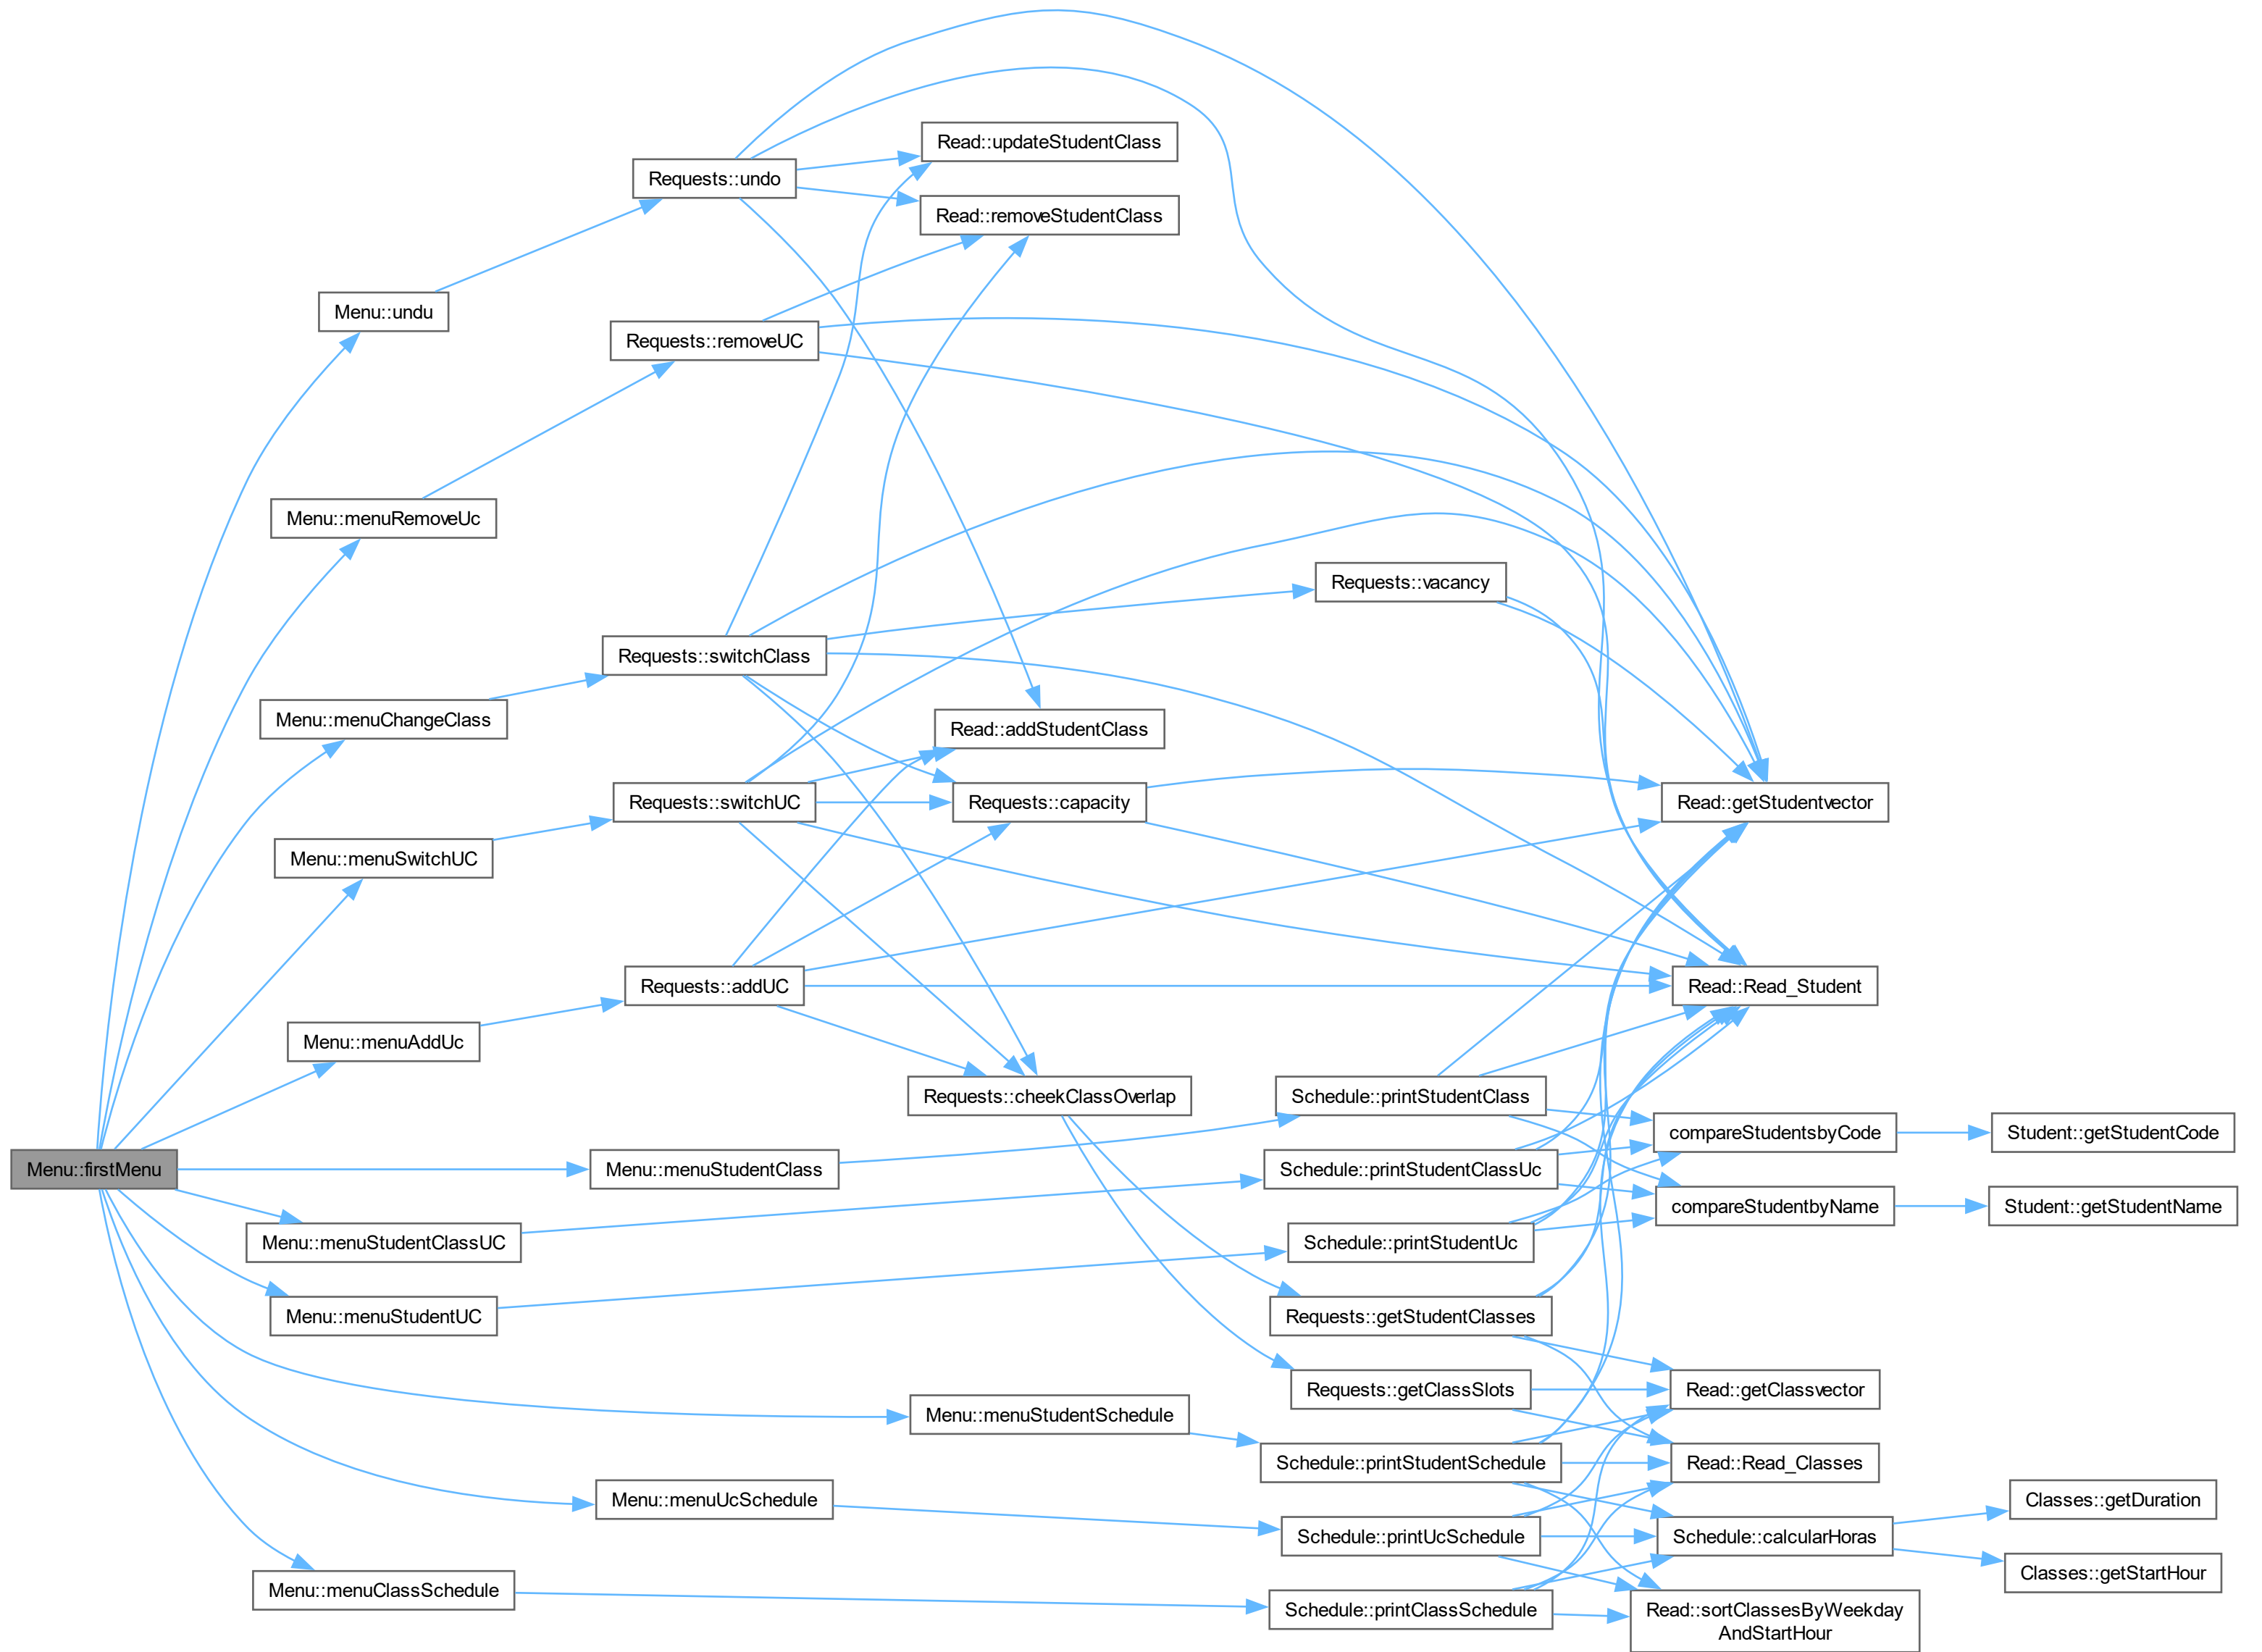 Menu::firstMenu
Menu::undu
Requests::undo
Read::updateStudentClass
Read::removeStudentClass
Menu::menuRemoveUc
Requests::removeUC
Menu::menuChangeClass
Requests::switchClass
Requests::vacancy
Menu::menuSwitchUC
Requests::switchUC
Read::addStudentClass
Requests::capacity
Read::getStudentvector
Menu::menuAddUc
Requests::addUC
Read::Read_Student
Requests::cheekClassOverlap
Menu::menuStudentClass
Schedule::printStudentClass
compareStudentsbyCode
Student::getStudentCode
Menu::menuStudentClassUC
Schedule::printStudentClassUc
compareStudentbyName
Student::getStudentName
Menu::menuStudentUC
Schedule::printStudentUc
Requests::getStudentClasses
Requests::getClassSlots
Read::getClassvector
Menu::menuStudentSchedule
Schedule::printStudentSchedule
Read::Read_Classes
Menu::menuUcSchedule
Schedule::printUcSchedule
Schedule::calcularHoras
Classes::getDuration
Classes::getStartHour
Menu::menuClassSchedule
Schedule::printClassSchedule
Read::sortClassesByWeekday
AndStartHour